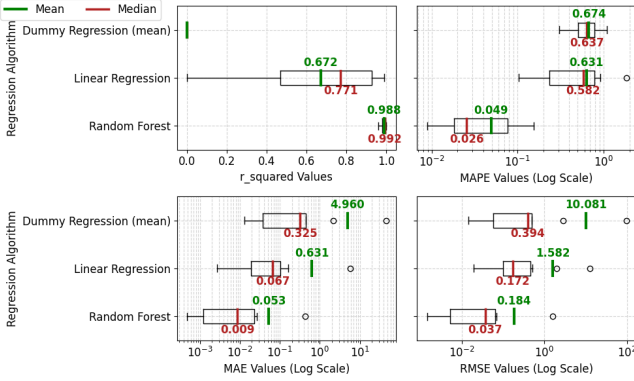 Mean Median
Regression Algorithm
Dummy Regression (mean)
Linear Regression
Random Forest
0.672
0.771
0.988
0.992
0.0 0.2 0.4 0.6 0.8 1.0
r_squared Values
0.674
0.637
0.631
0.582
0.049
0.026
10⁻² 10⁻¹ 10⁰
MAPE Values (Log Scale)
Regression Algorithm
Dummy Regression (mean)
Linear Regression
Random Forest
4.960
0.325
0.631
0.067
0.053
0.009
10⁻³ 10⁻² 10⁻¹ 10⁰ 10¹
MAE Values (Log Scale)
10.081
0.394
1.582
0.172
0.184
0.037
10⁻² 10⁰ 10²
RMSE Values (Log Scale)